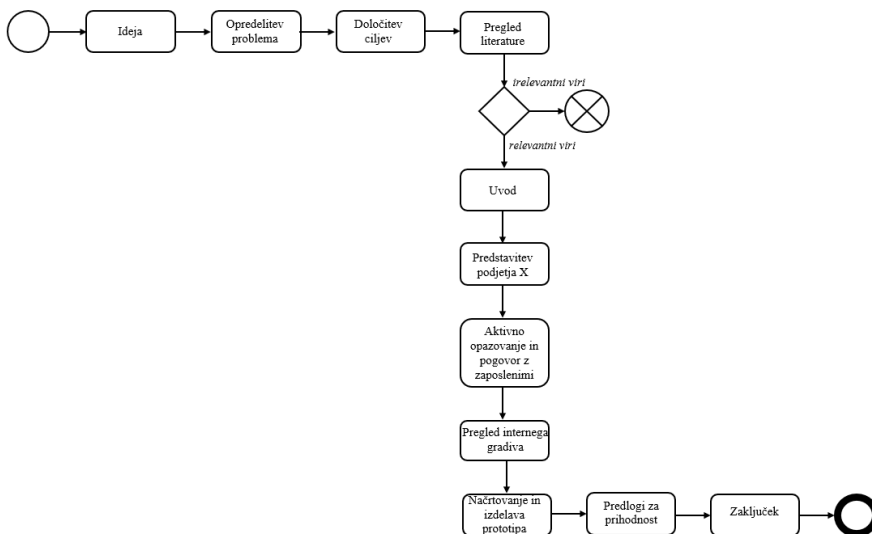 Ideja
Opredelitev
problema
Določitev
ciljev
Pregled
literature
irelevantni viri
relevantni viri
Uvod
Predstavitev
podjetja X
Aktivno
opazovanje in
pogovor z
zaposlenimi
Pregled internega
gradiva
Načrtovanje in
izdelava
prototipa
Predlogi za
prihodnost
Zaključek